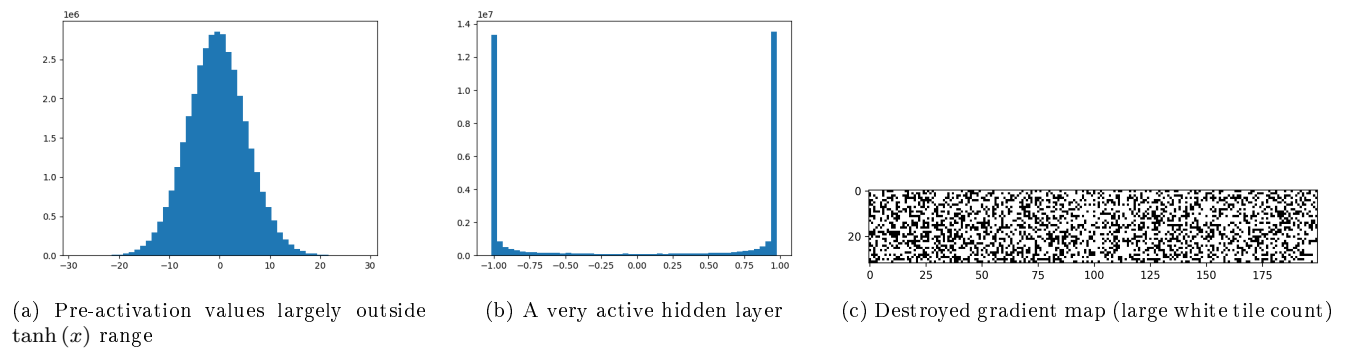 1e6
2.5
2.0
1.5
1.0
0.5
0.0
−30 −20 −10 0 10 20 30
(a) Pre-activation values largely outside
tanh (x) range
1e7
1.4
1.2
1.0
0.8
0.6
0.4
0.2
0.0
−1.00 −0.75 −0.50 −0.25 0.00 0.25 0.50 0.75 1.00
(b) A very active hidden layer
0
20
0 25 50 75 100 125 150 175
(c) Destroyed gradient map (large white tile count)